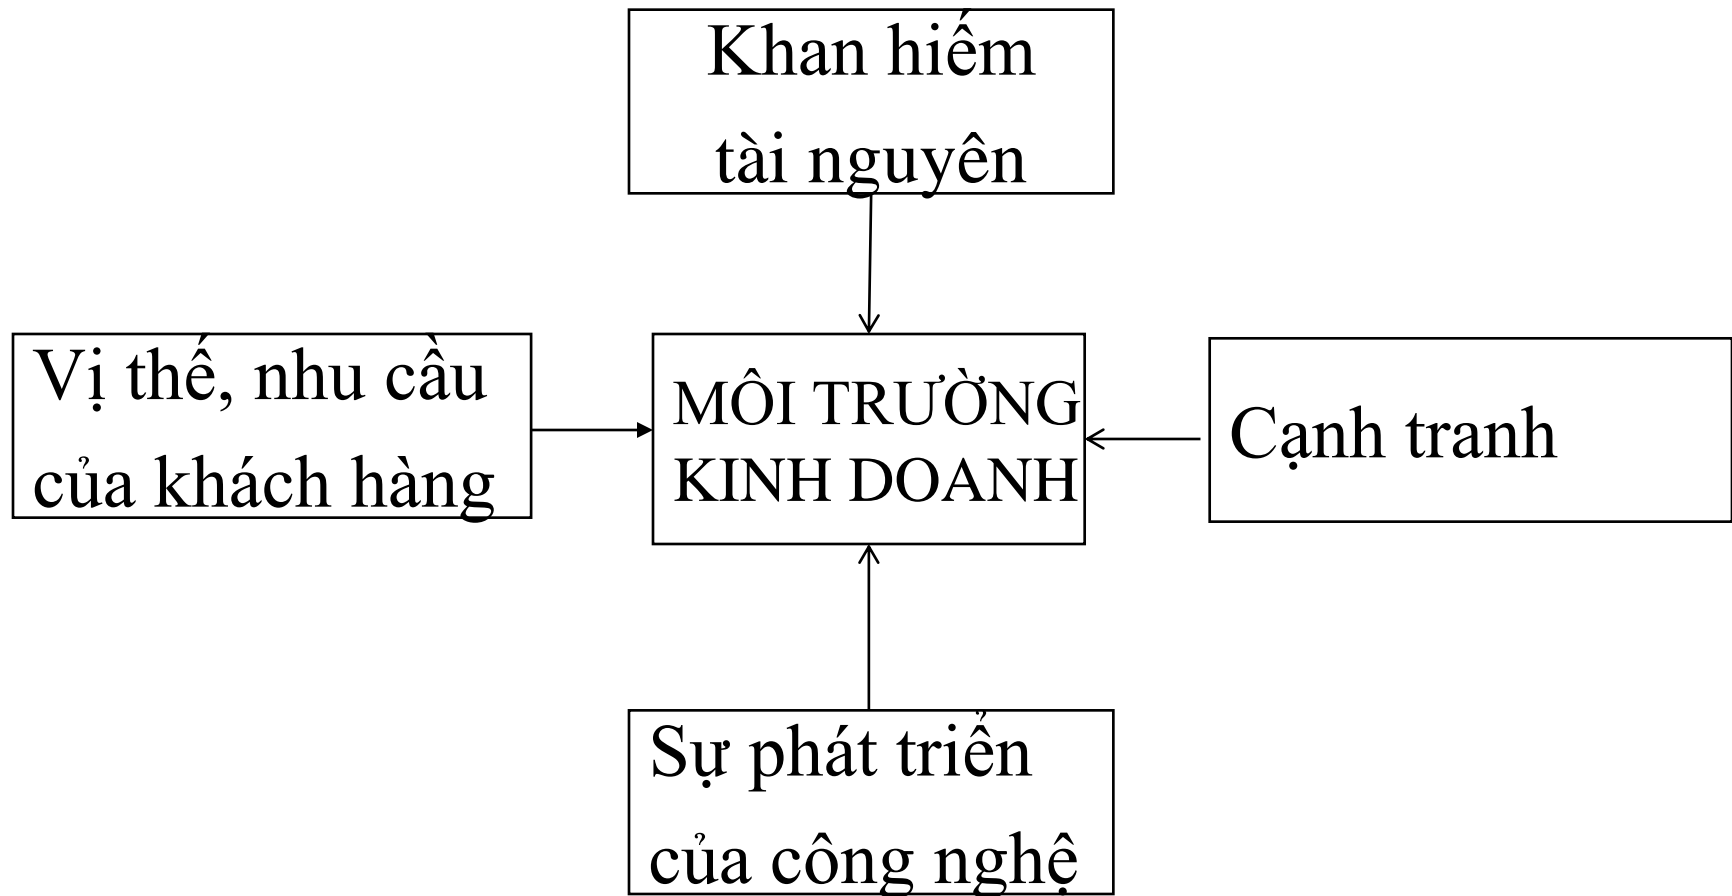 Khan hiếm
tài nguyên
Vị thế, nhu cầu
của khách hàng
MÔI TRƯỜNG
KINH DOANH
Cạnh tranh
Sự phát triển
của công nghệ